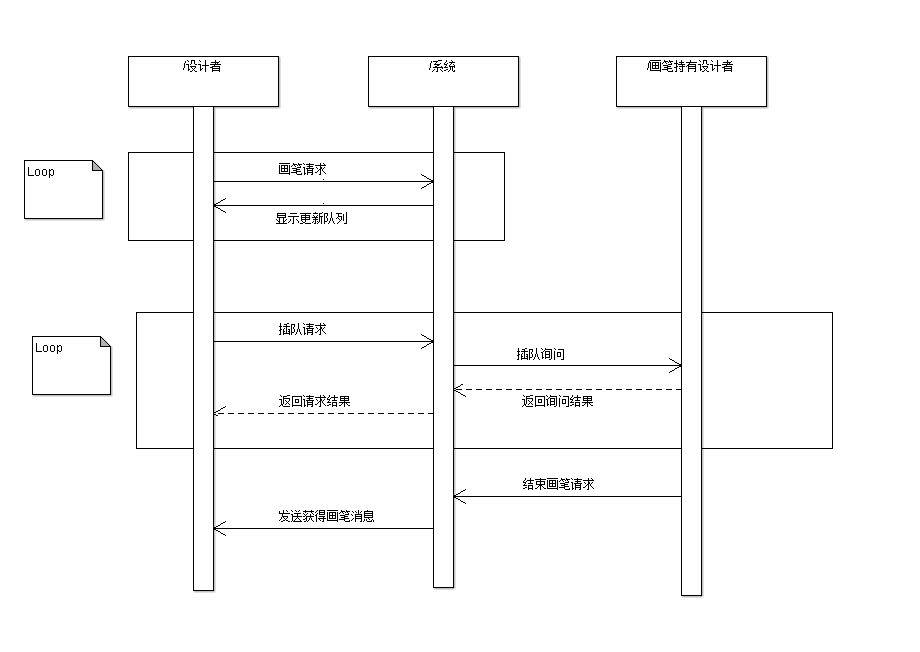 /设计者
/系统
/画笔持有设计者
Loop
画笔请求
显示更新队列
Loop
插队请求
插队询问
返回请求结果
返回询问结果
结束画笔请求
发送获得画笔消息